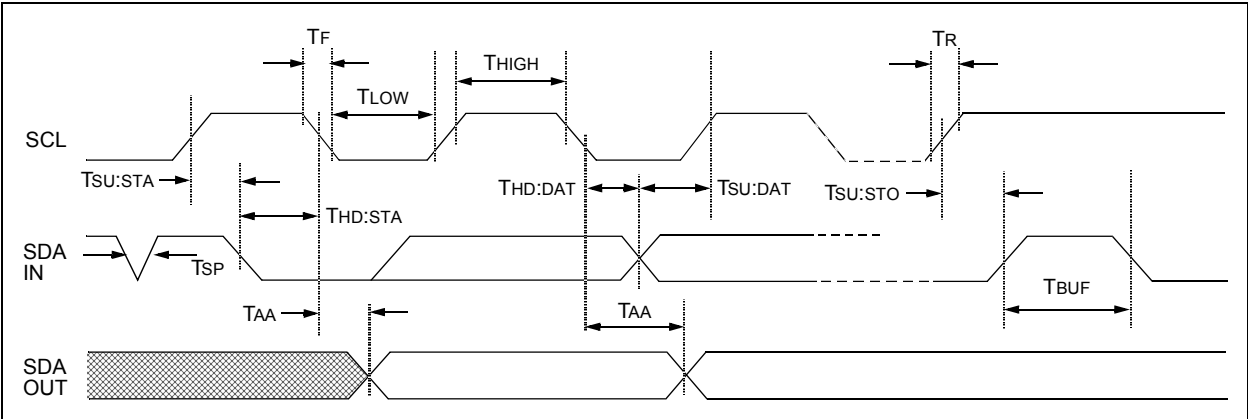 TF
TR
THIGH
TLOW
SCL
TSU:STA
THD:DAT
TSU:DAT
TSU:STO
THD:STA
SDA
IN
TSP
TBUF
TAA
TAA
SDA
OUT